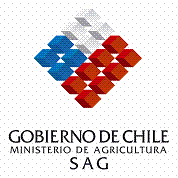 GOBIERNO DE CHILE
MINISTERIO DE AGRICULTURA
SAG